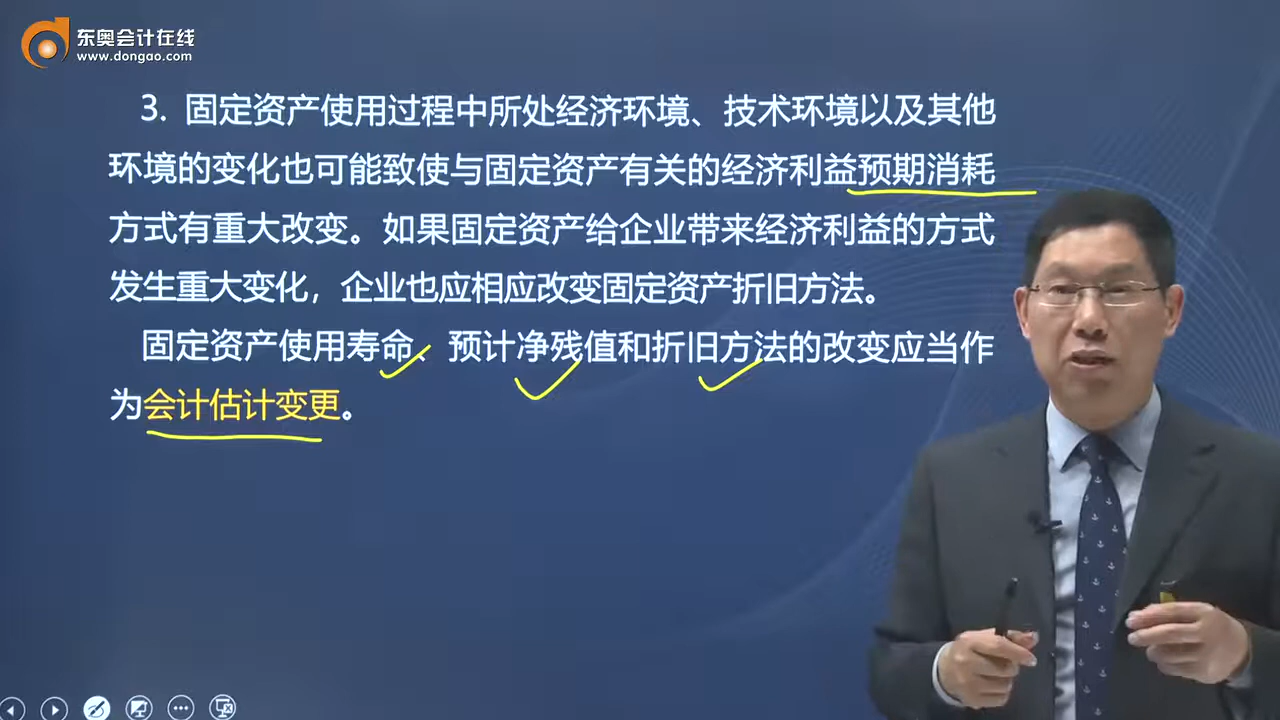 东奥会计在线
www.dongao.com
3. 固定资产使用过程中所处经济环境、技术环境以及其他
环境的变化也可能致使与固定资产有关的经济利益预期消耗
方式有重大改变。如果固定资产给企业带来经济利益的方式
发生重大变化，企业也应相应改变固定资产折旧方法。
固定资产使用寿命、预计净残值和折旧方法的改变应当作
为会计估计变更。